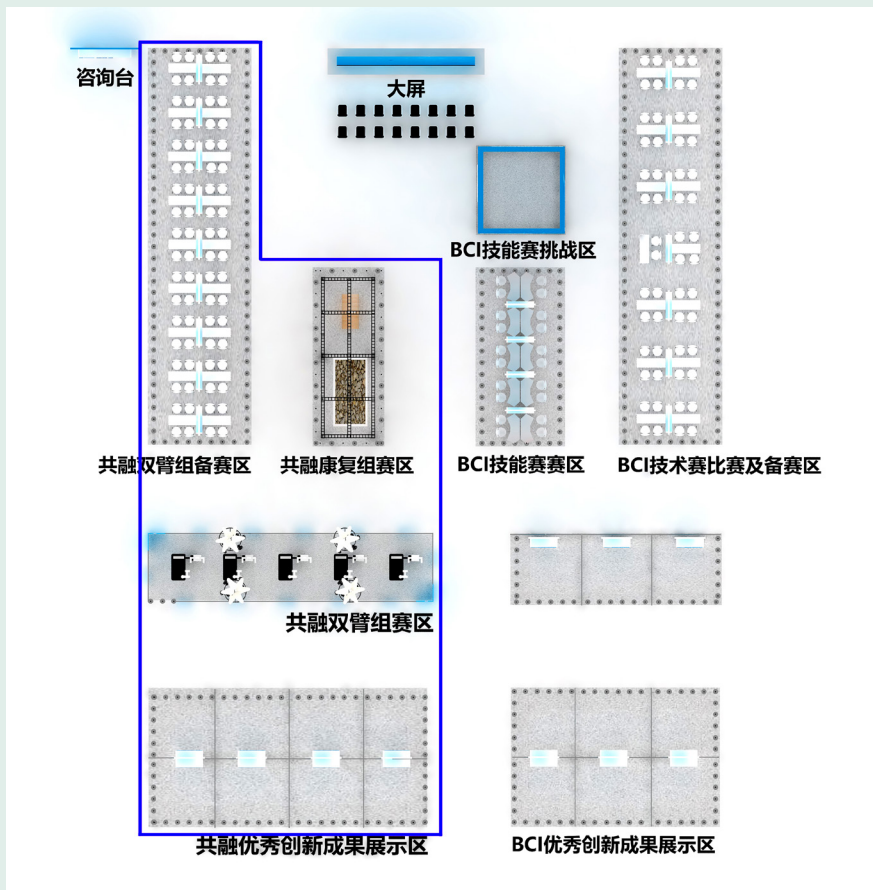 咨询台
大屏
BCI技能赛挑战区
共融双臂组备赛区
共融康复组赛区
BCI技能赛赛区
BCI技术赛比赛及备赛区
共融双臂组赛区
共融优秀创新成果展示区
BCI优秀创新成果展示区